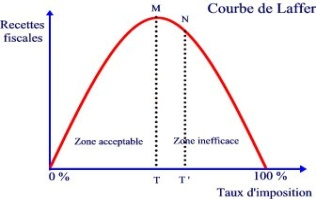 M
Courbe de Laffer
Recettes
fiscales
N
Zone acceptable
Zone inefficace
0 %
T
T'
100 %
Taux d'imposition